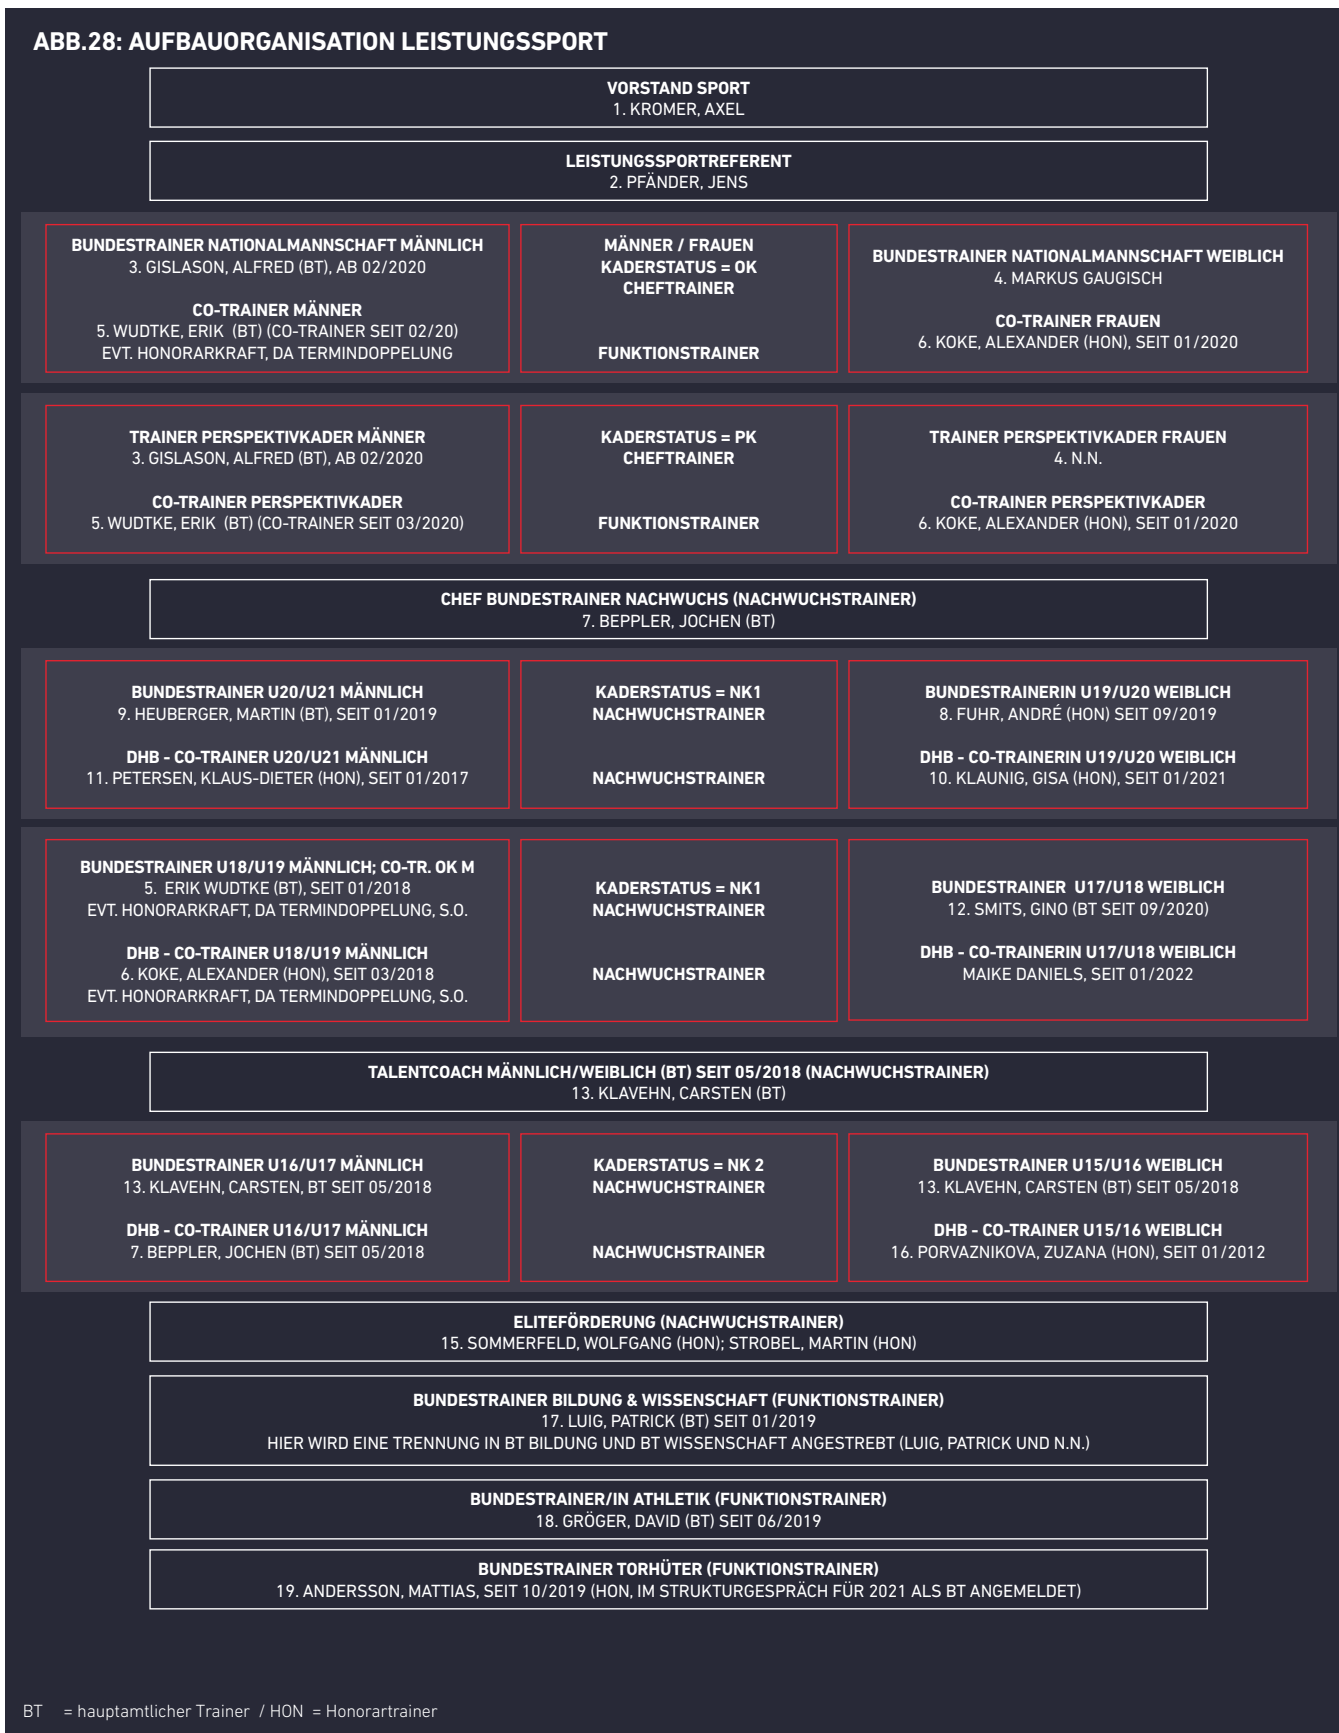 ABB.28: AUFBAUORGANISATION LEISTUNGSSPORT
VORSTAND SPORT
1. KROMER, AXEL
LEISTUNGSSPORTREFERENT
2. PFÄNDER, JENS
BUNDESTRAINER NATIONALMANNSCHAFT MÄNNLICH
3. GISLASON, ALFRED (BT), AB 02/2020
CO-TRAINER MÄNNER
5. WUDTKE, ERIK (BT) (CO-TRAINER SEIT 02/20)
EVT. HONORARKRAFT, DA TERMINDOPPELUNG
MÄNNER / FRAUEN
KADERSTATUS = OK
CHEFTRAINER
FUNKTIONSTRAINER
BUNDESTRAINER NATIONALMANNSCHAFT WEIBLICH
4. MARKUS GAUGISCH
CO-TRAINER FRAUEN
6. KOKE, ALEXANDER (HON), SEIT 01/2020
TRAINER PERSPEKTIVKADER MÄNNER
3. GISLASON, ALFRED (BT), AB 02/2020
CO-TRAINER PERSPEKTIVKADER
5. WUDTKE, ERIK (BT) (CO-TRAINER SEIT 03/2020)
KADERSTATUS = PK
CHEFTRAINER
FUNKTIONSTRAINER
TRAINER PERSPEKTIVKADER FRAUEN
4. N.N.
CO-TRAINER PERSPEKTIVKADER
6. KOKE, ALEXANDER (HON), SEIT 01/2020
CHEF BUNDESTRAINER NACHWUCHS (NACHWUCHSTRAINER)
7. BEPPLER, JOCHEN (BT)
BUNDESTRAINER U20/U21 MÄNNLICH
9. HEUBERGER, MARTIN (BT), SEIT 01/2019
DHB - CO-TRAINER U20/U21 MÄNNLICH
11. PETERSEN, KLAUS-DIETER (HON), SEIT 01/2017
KADERSTATUS = NK1
NACHWUCHSTRAINER
NACHWUCHSTRAINER
BUNDESTRAINERIN U19/U20 WEIBLICH
8. FUHR, ANDRÉ (HON) SEIT 09/2019
DHB - CO-TRAINERIN U19/U20 WEIBLICH
10. KLAUNIG, GISA (HON), SEIT 01/2021
BUNDESTRAINER U18/U19 MÄNNLICH; CO-TR. OK M
5. ERIK WUDTKE (BT), SEIT 01/2018
EVT. HONORARKRAFT, DA TERMINDOPPELUNG, S.O.
DHB - CO-TRAINER U18/U19 MÄNNLICH
6. KOKE, ALEXANDER (HON), SEIT 03/2018
EVT. HONORARKRAFT, DA TERMINDOPPELUNG, S.O.
KADERSTATUS = NK1
NACHWUCHSTRAINER
NACHWUCHSTRAINER
BUNDESTRAINER U17/U18 WEIBLICH
12. SMITS, GINO (BT SEIT 09/2020)
DHB - CO-TRAINERIN U17/U18 WEIBLICH
MAIKE DANIELS, SEIT 01/2022
TALENTCOACH MÄNNLICH/WEIBLICH (BT) SEIT 05/2018 (NACHWUCHSTRAINER)
13. KLAVEHN, CARSTEN (BT)
BUNDESTRAINER U16/U17 MÄNNLICH
13. KLAVEHN, CARSTEN, BT SEIT 05/2018
DHB - CO-TRAINER U16/U17 MÄNNLICH
7. BEPPLER, JOCHEN (BT) SEIT 05/2018
KADERSTATUS = NK 2
NACHWUCHSTRAINER
NACHWUCHSTRAINER
BUNDESTRAINER U15/U16 WEIBLICH
13. KLAVEHN, CARSTEN (BT) SEIT 05/2018
DHB - CO-TRAINER U15/16 WEIBLICH
16. PORVAZNIKOVA, ZUZANA (HON), SEIT 01/2012
ELITEFÖRDERUNG (NACHWUCHSTRAINER)
15. SOMMERFELD, WOLFGANG (HON); STROBEL, MARTIN (HON)
BUNDESTRAINER BILDUNG & WISSENSCHAFT (FUNKTIONSTRAINER)
17. LUIG, PATRICK (BT) SEIT 01/2019
HIER WIRD EINE TRENNUNG IN BT BILDUNG UND BT WISSENSCHAFT ANGESTREBT (LUIG, PATRICK UND N.N.)
BUNDESTRAINER/IN ATHLETIK (FUNKTIONSTRAINER)
18. GRÖGER, DAVID (BT) SEIT 06/2019
BUNDESTRAINER TORHÜTER (FUNKTIONSTRAINER)
19. ANDERSSON, MATTIAS, SEIT 10/2019 (HON, IM STRUKTURGESPRÄCH FÜR 2021 ALS BT ANGEMELDET)
BT = hauptamtlicher Trainer / HON = Honorartrainer